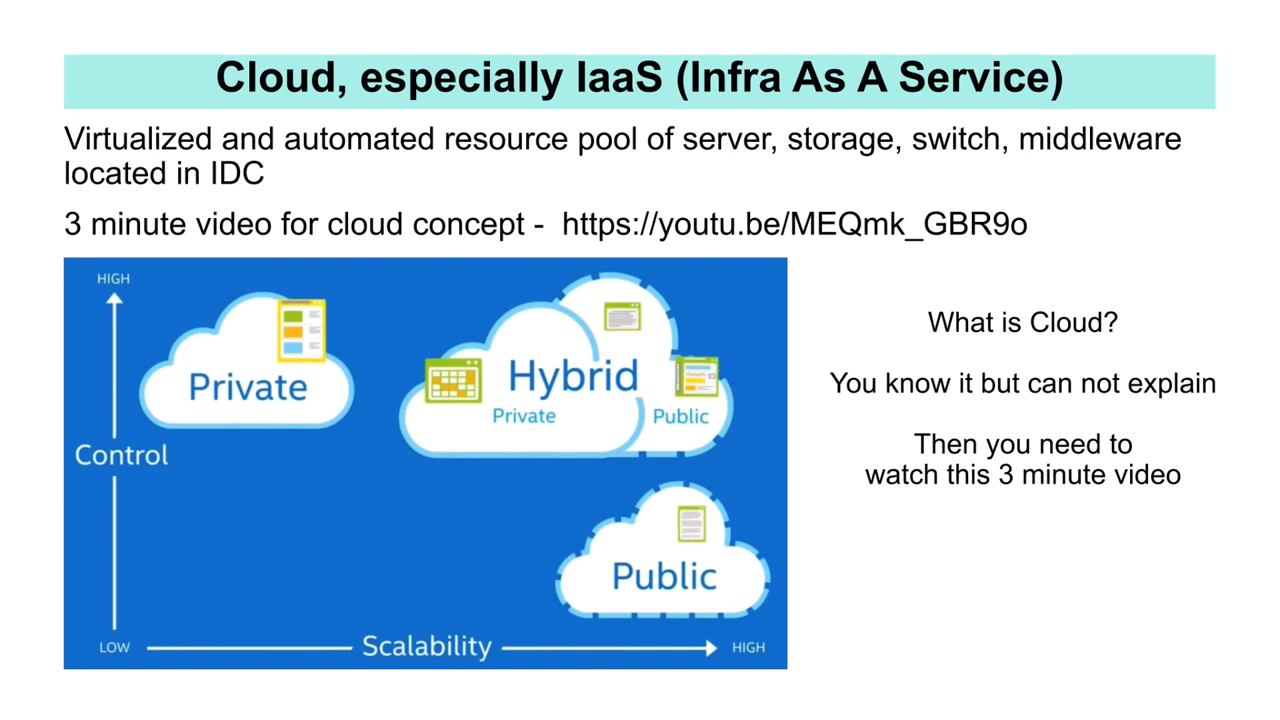 Cloud, especially IaaS (Infra As A Service)
Virtualized and automated resource pool of server, storage, switch, middleware
located in IDC
3 minute video for cloud concept - https://youtu.be/MEQmk_GBR9o
HIGH
Private
Hybrid
Private
Public
Control
Public
LOW
Scalability
HIGH
What is Cloud?
You know it but can not explain
Then you need to
watch this 3 minute video